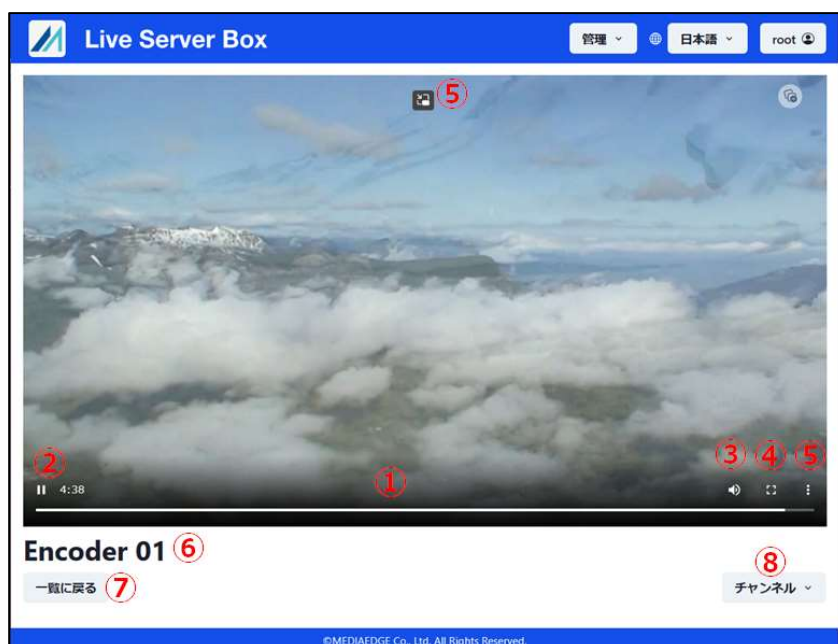 Live Server Box 管理 日本語 root
⑤
② ① ③ ④ ⑤
4:38
Encoder 01 ⑥
⑧
一覧に戻る ⑦ チャンネル
©MEDIAEDGE Co., Ltd. All Rights Reserved.